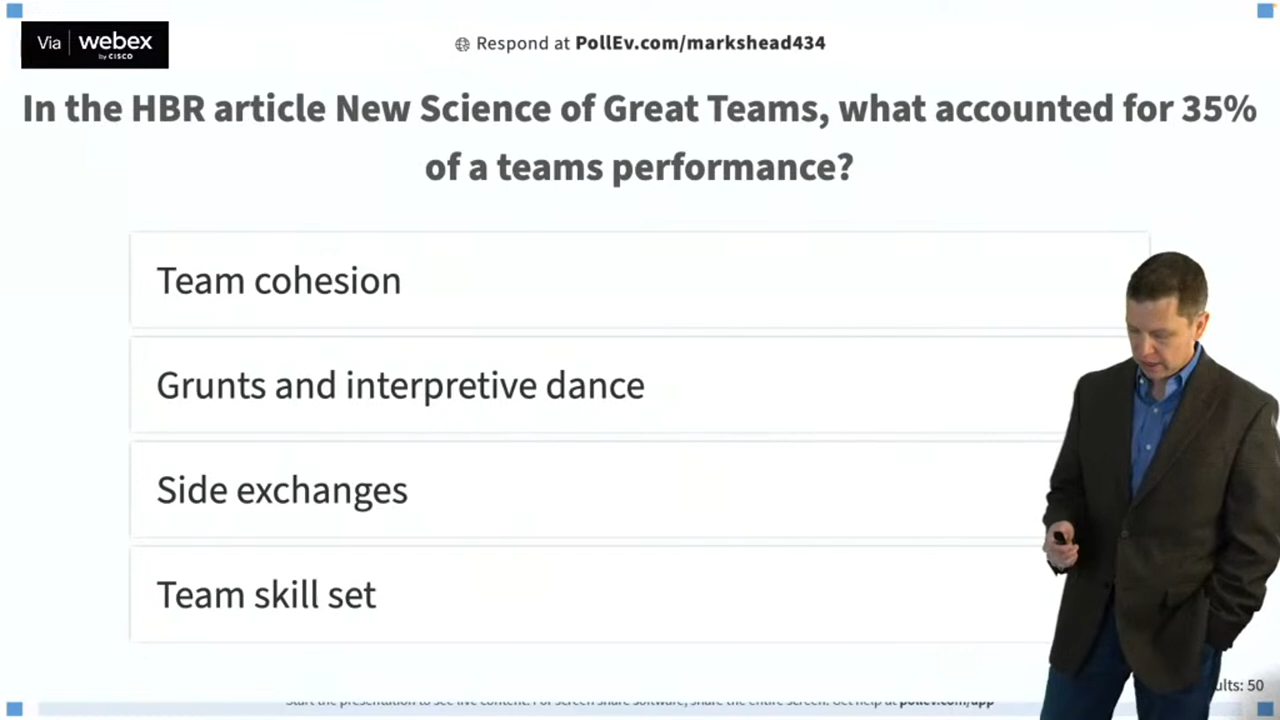 Via webex
by CISCO
Respond at PollEv.com/markshead434
In the HBR article New Science of Great Teams, what accounted for 35%
of a teams performance?
Team cohesion
Grunts and interpretive dance
Side exchanges
Team skill set
ults: 50
Start the presentation to see live content. For screen share software, share the entire screen. Get help at pollev.com/app